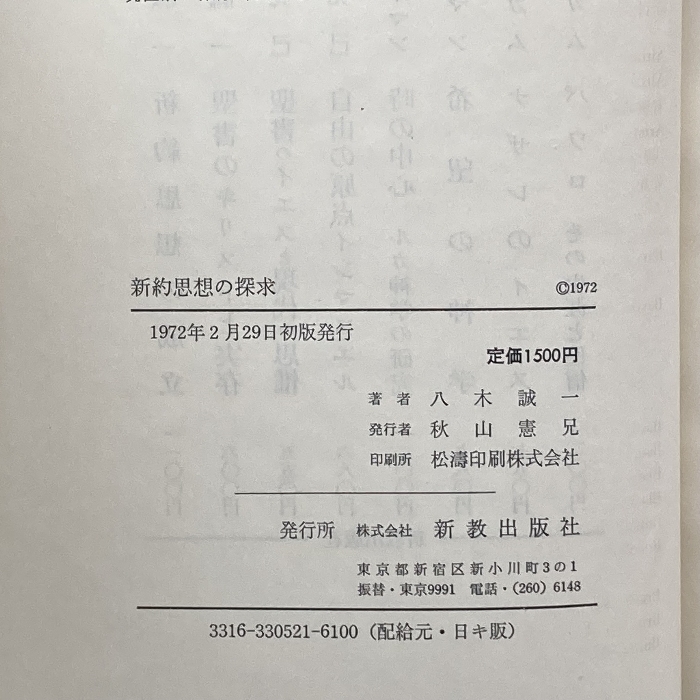 新約思想の探求 ©1972
1972年2月29日初版発行
定価1500円
著者 八木誠一
発行者 秋山憲兄
印刷所 松濤印刷株式会社
発行所 株式会社 新教出版社
東京都新宿区新小川町3の1
振替・東京9991 電話・(260)6148
3316-330521-6100(配給元・日キ販)